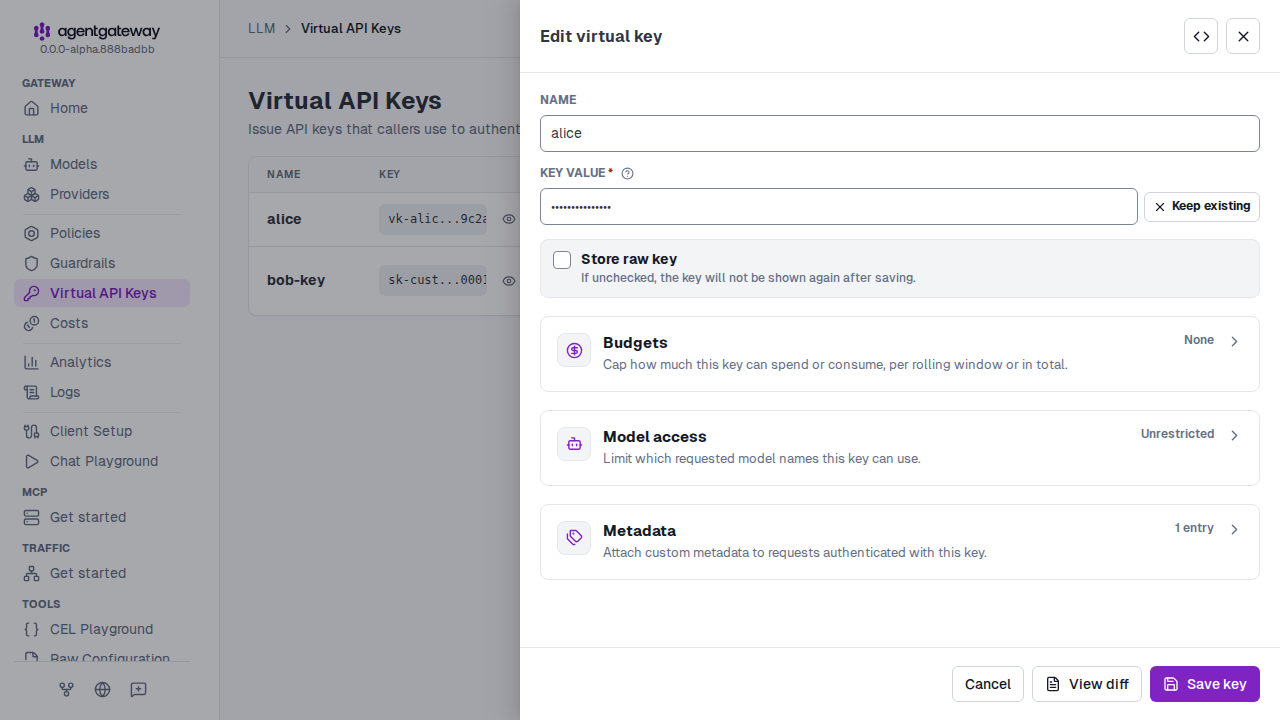 agentgateway
0.0.0-alpha.888badbb
GATEWAY
Home
LLM
Models
Providers
Policies
Guardrails
Virtual API Keys
Costs
Analytics
Logs
Client Setup
Chat Playground
MCP
Get started
TRAFFIC
Get started
TOOLS
CEL Playground
Raw Configuration
LLM > Virtual API Keys
Virtual API Keys
Issue API keys that callers use to authent
NAME KEY
alice vk-alic...9c2a
bob-key sk-cust...0001
Edit virtual key
NAME
alice
KEY VALUE *
•••••••••••••••
Keep existing
Store raw key
If unchecked, the key will not be shown again after saving.
Budgets
None
Cap how much this key can spend or consume, per rolling window or in total.
Model access
Unrestricted
Limit which requested model names this key can use.
Metadata
1 entry
Attach custom metadata to requests authenticated with this key.
Cancel
View diff
Save key